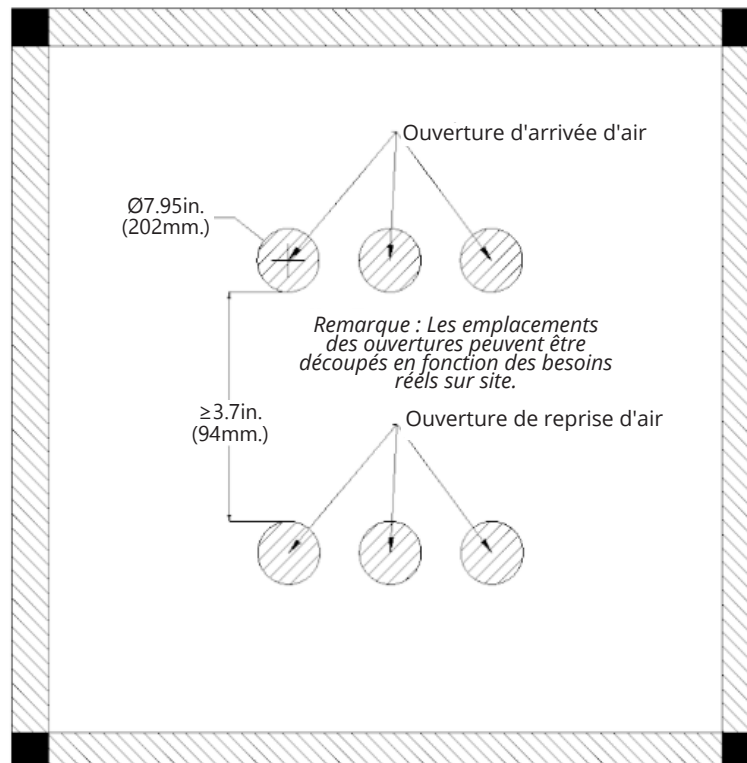 Ouverture d'arrivée d'air
Ø7.95in.
(202mm.)
Remarque : Les emplacements
des ouvertures peuvent être
découpés en fonction des besoins
réels sur site.
≥3.7in.
(94mm.)
Ouverture de reprise d'air